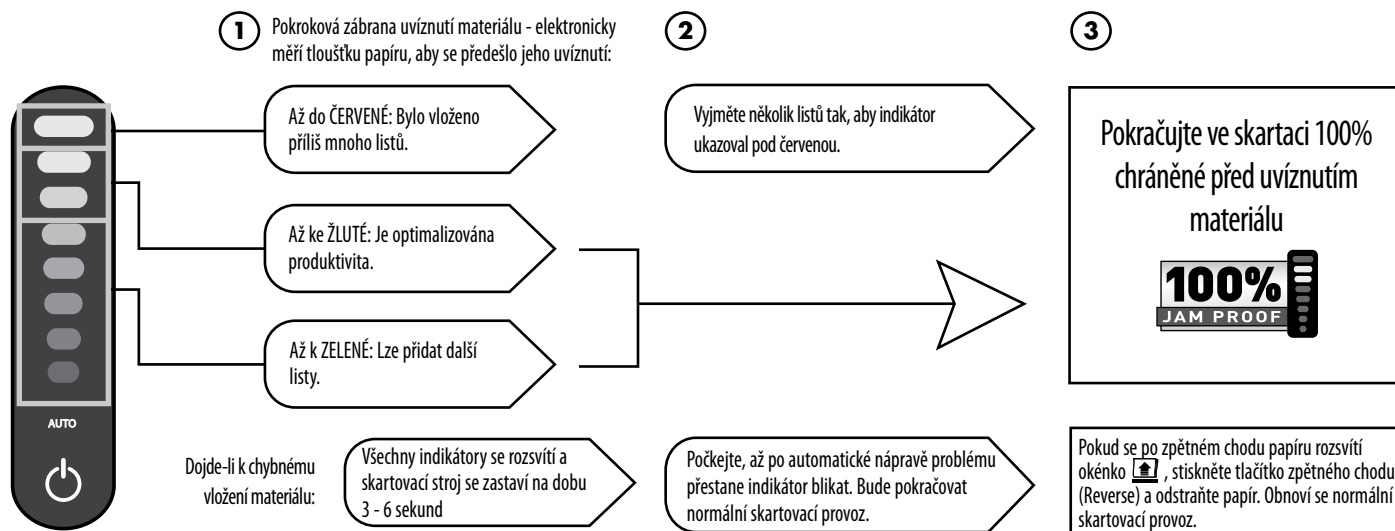 1
Pokroková zábrana uvíznutí materiálu - elektronicky
měří tloušťku papíru, aby se předešlo jeho uvíznutí:
2
3
Až do ČERVENÉ: Bylo vloženo
příliš mnoho listů.
Vyjměte několik listů tak, aby indikátor
ukazoval pod červenou.
Pokračujte ve skartaci 100%
chráněné před uvíznutím
materiálu
100%
JAM PROOF
Až ke ŽLUTÉ: Je optimalizována
produktivita.
Až k ZELENÉ: Lze přidat další
listy.
AUTO
Dojde-li k chybnému
vložení materiálu:
Všechny indikátory se rozsvítí a
skartovací stroj se zastaví na dobu
3 - 6 sekund
Počkejte, až po automatické nápravě problému
přestane indikátor blikat. Bude pokračovat
normální skartovací provoz.
Pokud se po zpětném chodu papíru rozsvítí
okénko , stiskněte tlačítko zpětného chodu
(Reverse) a odstraňte papír. Obnoví se normální
skartovací provoz.